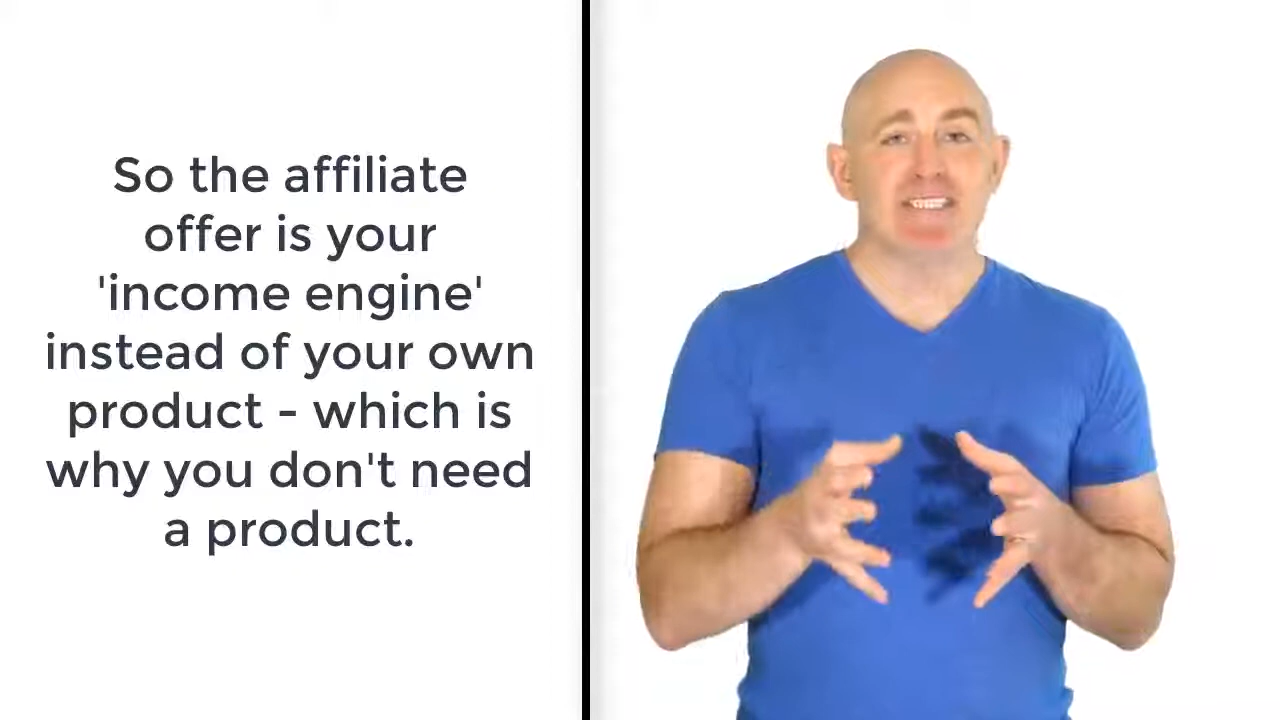 So the affiliate
offer is your
'income engine'
instead of your own
product - which is
why you don't need
a product.